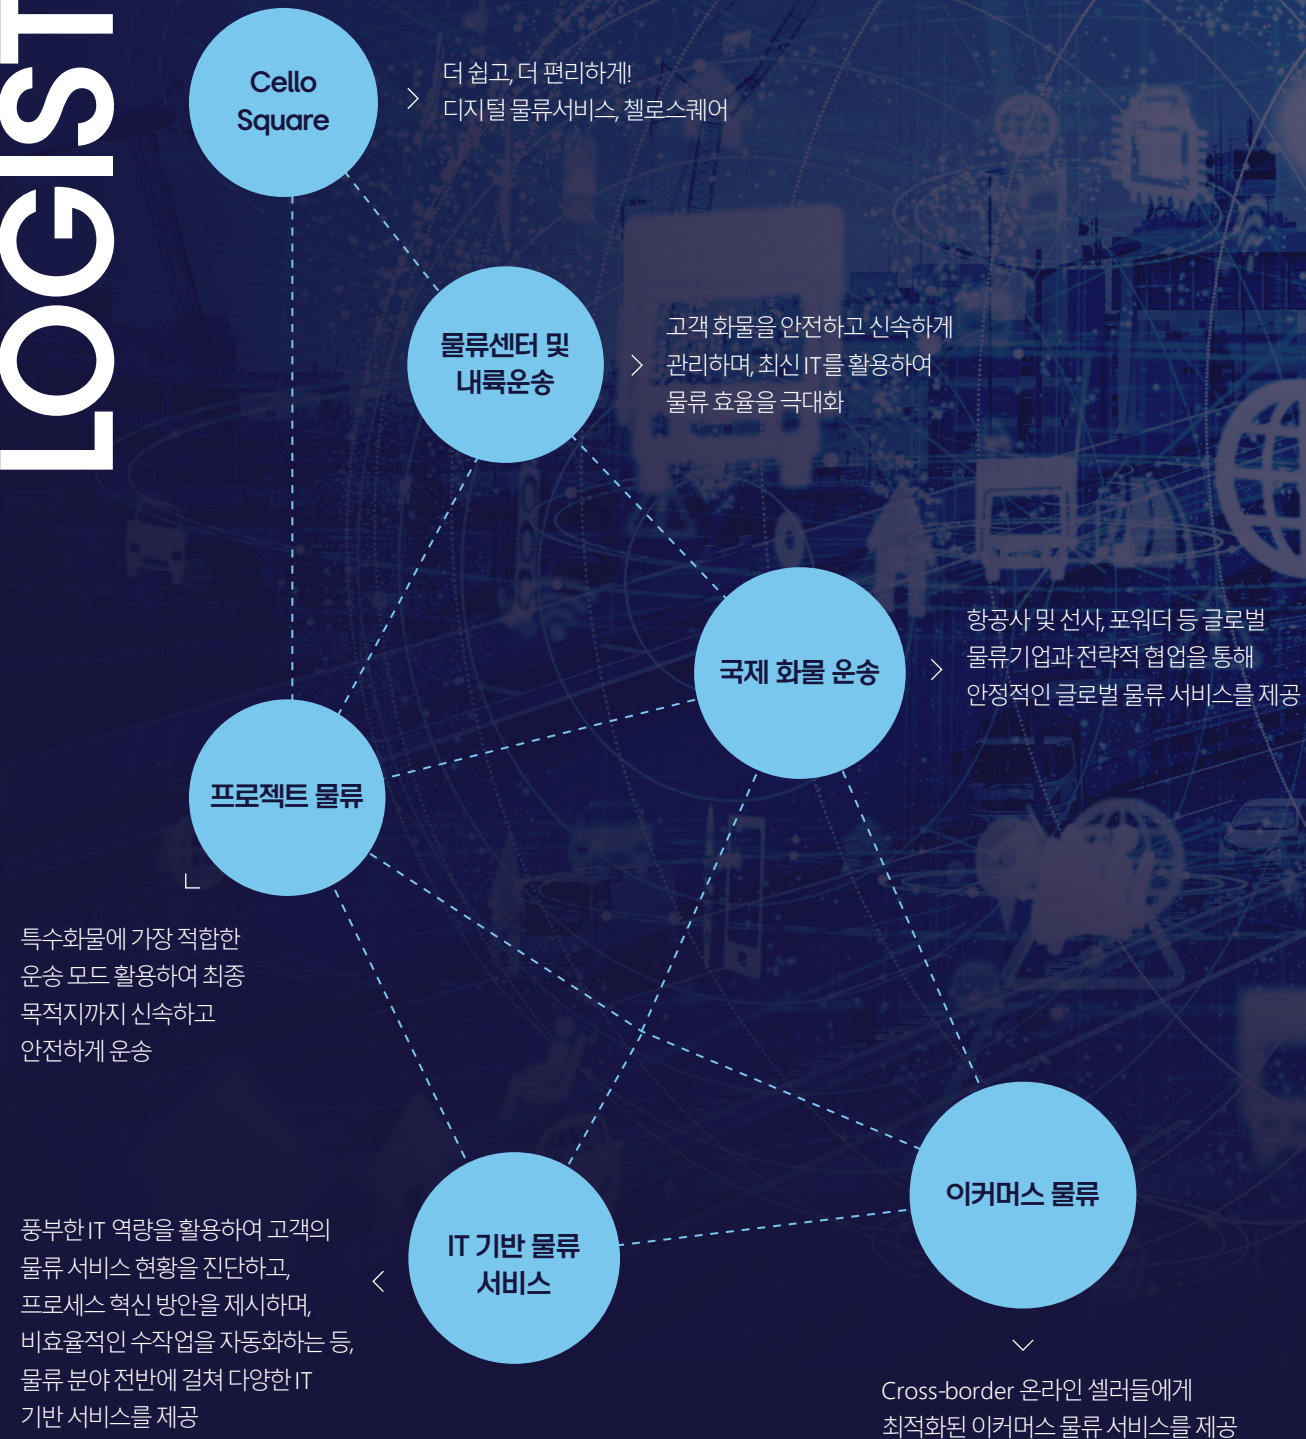 LOGIST
Cello
Square
더 쉽고, 더 편리하게!
디지털 물류서비스, 첼로스퀘어
물류센터 및
내륙운송
고객 화물을 안전하고 신속하게
관리하며, 최신 IT를 활용하여
물류 효율을 극대화
국제 화물 운송
항공사 및 선사, 포워더 등 글로벌
물류기업과 전략적 협업을 통해
안정적인 글로벌 물류 서비스를 제공
프로젝트 물류
특수화물에 가장 적합한
운송 모드 활용하여 최종
목적지까지 신속하고
안전하게 운송
IT 기반 물류
서비스
풍부한 IT 역량을 활용하여 고객의
물류 서비스 현황을 진단하고,
프로세스 혁신 방안을 제시하며,
비효율적인 수작업을 자동화하는 등,
물류 분야 전반에 걸쳐 다양한 IT
기반 서비스를 제공
이커머스 물류
Cross-border 온라인 셀러들에게
최적화된 이커머스 물류 서비스를 제공